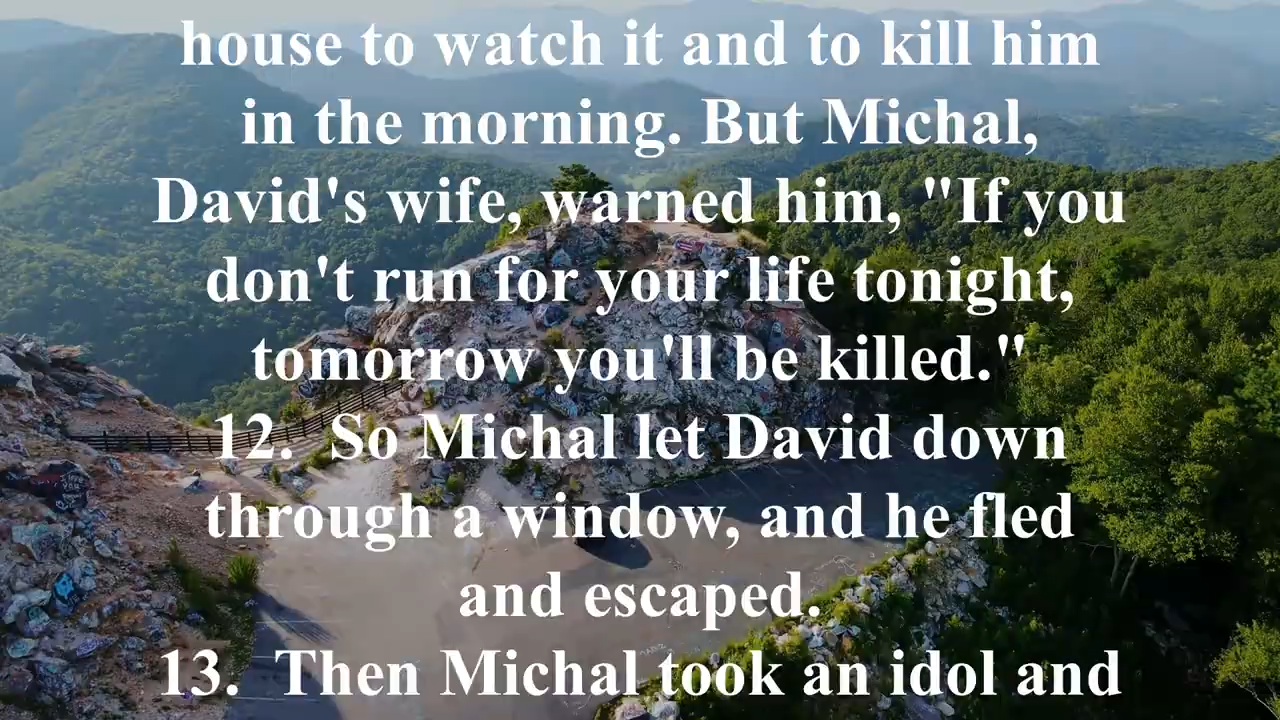 house to watch it and to kill him
in the morning. But Michal,
David's wife, warned him, "If you
don't run for your life tonight,
tomorrow you'll be killed."
12.  So Michal let David down
through a window, and he fled
and escaped.
13.  Then Michal took an idol and